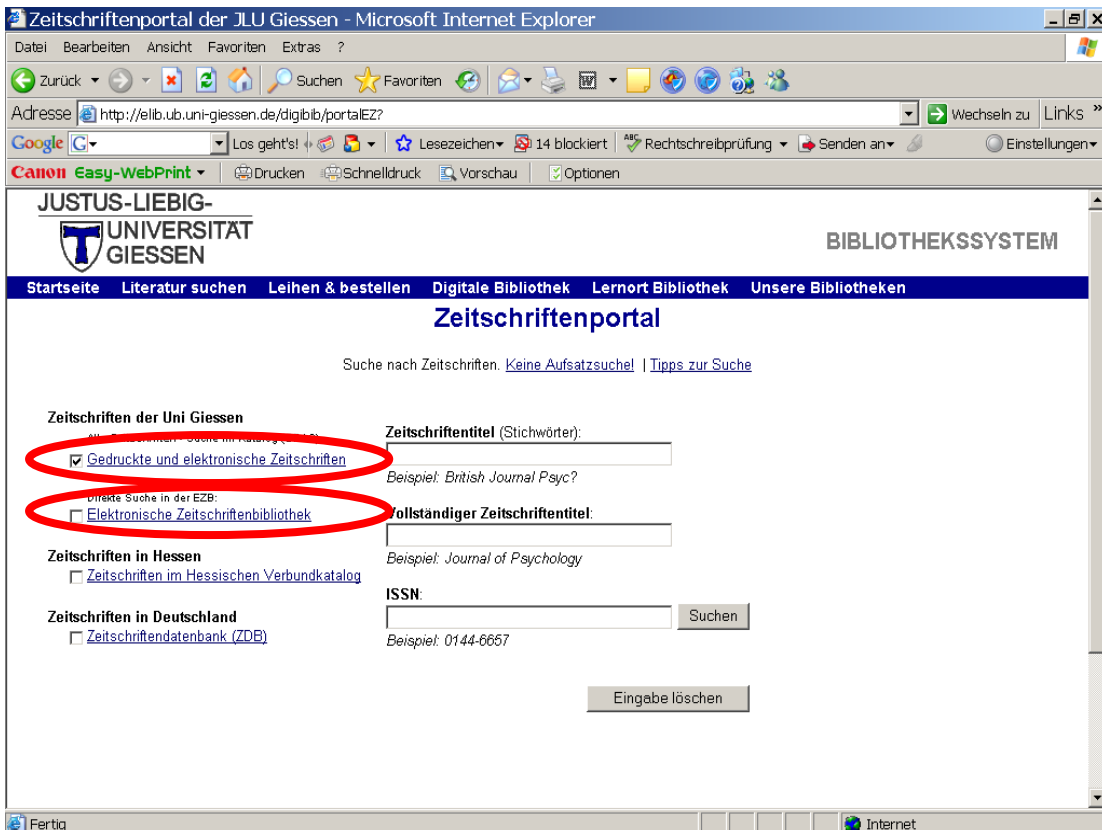 Zeitschriftenportal der JLU Giessen - Microsoft Internet Explorer
Datei Bearbeiten Ansicht Favoriten Extras ?
Zurück Suchen Favoriten
Adresse http://elib.ub.uni-giessen.de/digibib/portalEZ? Wechseln zu Links »
Google G Los geht's! Lesezeichen 14 blockiert ABC Rechtschreibprüfung Senden an Einstellungen
Canon Easy-WebPrint Drucken Schnelldruck Vorschau Optionen
JUSTUS-LIEBIG-
UNIVERSITÄT
GIESSEN
BIBLIOTHEKSSYSTEM
Startseite Literatur suchen Leihen & bestellen Digitale Bibliothek Lernort Bibliothek Unsere Bibliotheken
Zeitschriftenportal
Suche nach Zeitschriften. Keine Aufsatzsuche! | Tipps zur Suche
Zeitschriften der Uni Giessen
Gedruckte und elektronische Zeitschriften
Direkte Suche in der EZB:
Elektronische Zeitschriftenbibliothek
Zeitschriften in Hessen
Zeitschriften im Hessischen Verbundkatalog
Zeitschriften in Deutschland
Zeitschriftendatenbank (ZDB)
Zeitschriftentitel (Stichwörter):
Beispiel: British Journal Psyc?
Vollständiger Zeitschriftentitel:
Beispiel: Journal of Psychology
ISSN:
Suchen
Beispiel: 0144-6657
Eingabe löschen
Fertig Internet